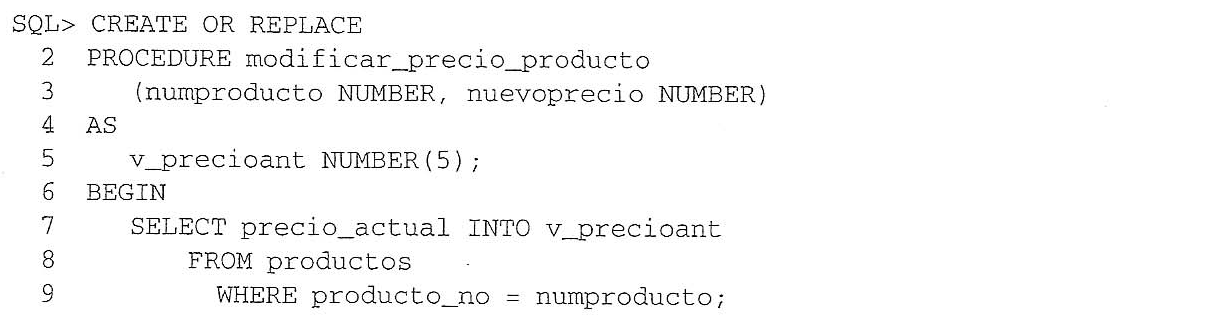 SQL> CREATE OR REPLACE
2 PROCEDURE modificar_precio_producto
3 (numproducto NUMBER, nuevoprecio NUMBER)
4 AS
5 v_precioant NUMBER(5);
6 BEGIN
7 SELECT precio_actual INTO v_precioant
8 FROM productos
9 WHERE producto_no = numproducto;